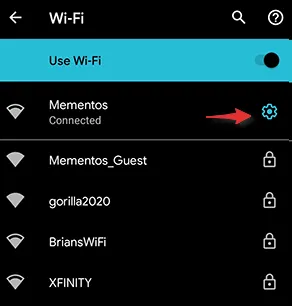 Wi-Fi
Use Wi-Fi
Mementos
Connected
Mementos_Guest
gorilla2020
BriansWiFi
XFINITY